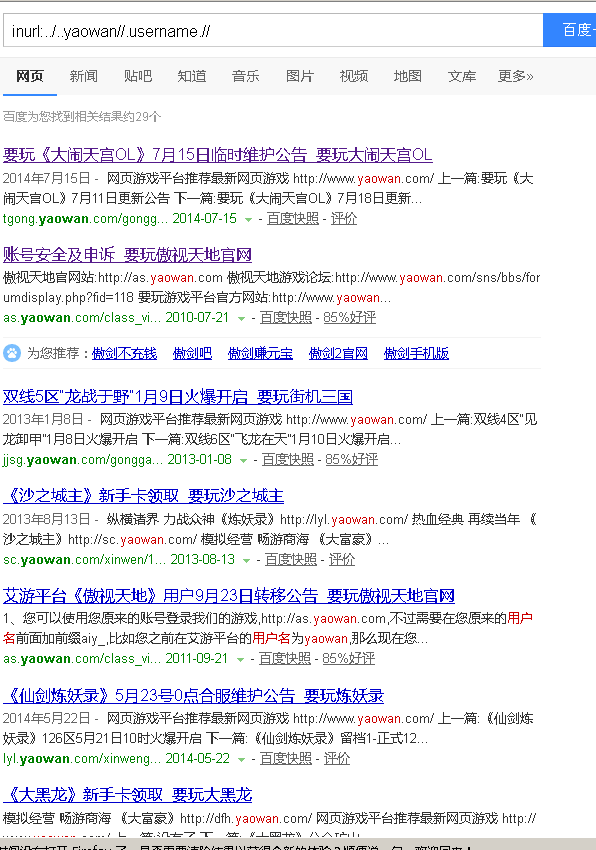 inurl:../..yaowan//.username.// 百度一
网页 新闻 贴吧 知道 音乐 图片 视频 地图 文库 更多»
百度为您找到相关结果约29个
要玩《大闹天宫OL》7月15日临时维护公告_要玩大闹天宫OL
2014年7月15日 - 网页游戏平台推荐最新网页游戏 http://www.yaowan.com/ 上一篇:要玩《大
闹天宫OL》7月11日更新公告 下一篇:要玩《大闹天宫OL》7月18日更新...
tgong.yaowan.com/gongg... 2014-07-15 - 百度快照 - 评价
账号安全及申诉_要玩傲视天地官网
傲视天地官网站:http://as.yaowan.com 傲视天地游戏论坛:http://www.yaowan.com/sns/bbs/for
umdisplay.php?fid=118 要玩游戏平台官方网站:http://www.yaowan...
as.yaowan.com/class_vi... 2010-07-21 - 百度快照 - 85%好评
为您推荐: 傲剑不充钱 傲剑吧 傲剑赚元宝 傲剑2官网 傲剑手机版
双线5区“龙战于野”1月9日火爆开启_要玩街机三国
2013年1月8日 - 网页游戏平台推荐最新网页游戏 http://www.yaowan.com/ 上一篇:双线4区“见
龙卸甲”1月8日火爆开启 下一篇:双线6区“飞龙在天”1月10日火爆开启...
jjsg.yaowan.com/gongga... 2013-01-08 - 百度快照 - 85%好评
《沙之城主》新手卡领取_要玩沙之城主
2013年8月13日 - 纵横诸界 力战众神《炼妖录》http://lyl.yaowan.com/ 热血经典 再续当年 《
沙之城主》http://sc.yaowan.com/ 模拟经营 畅游商海 《大富豪》...
sc.yaowan.com/xinwen/1... 2013-08-13 - 百度快照 - 评价
艾游平台《傲视天地》用户9月23日转移公告_要玩傲视天地官网
1、您可以使用您原来的账号登录我们的游戏,http://as.yaowan.com,不过需要在您原来的用户
名前面加前缀aiy_,比如您之前在艾游平台的用户名为yaowan,那么现在您...
as.yaowan.com/class_vi... 2011-09-21 - 百度快照 - 85%好评
《仙剑炼妖录》5月23号0点合服维护公告_要玩炼妖录
2014年5月22日 - 网页游戏平台推荐最新网页游戏 http://www.yaowan.com/ 上一篇:《仙剑炼
妖录》126区5月21日10时火爆开启 下一篇:《仙剑炼妖录》留档1-正式12...
lyl.yaowan.com/xinweng... 2014-05-22 - 百度快照 - 评价
《大黑龙》新手卡领取_要玩大黑龙
模拟经营 畅游商海 《大富豪》http://dfh.yaowan.com/ 网页游戏平台推荐最新网页游戏 http://